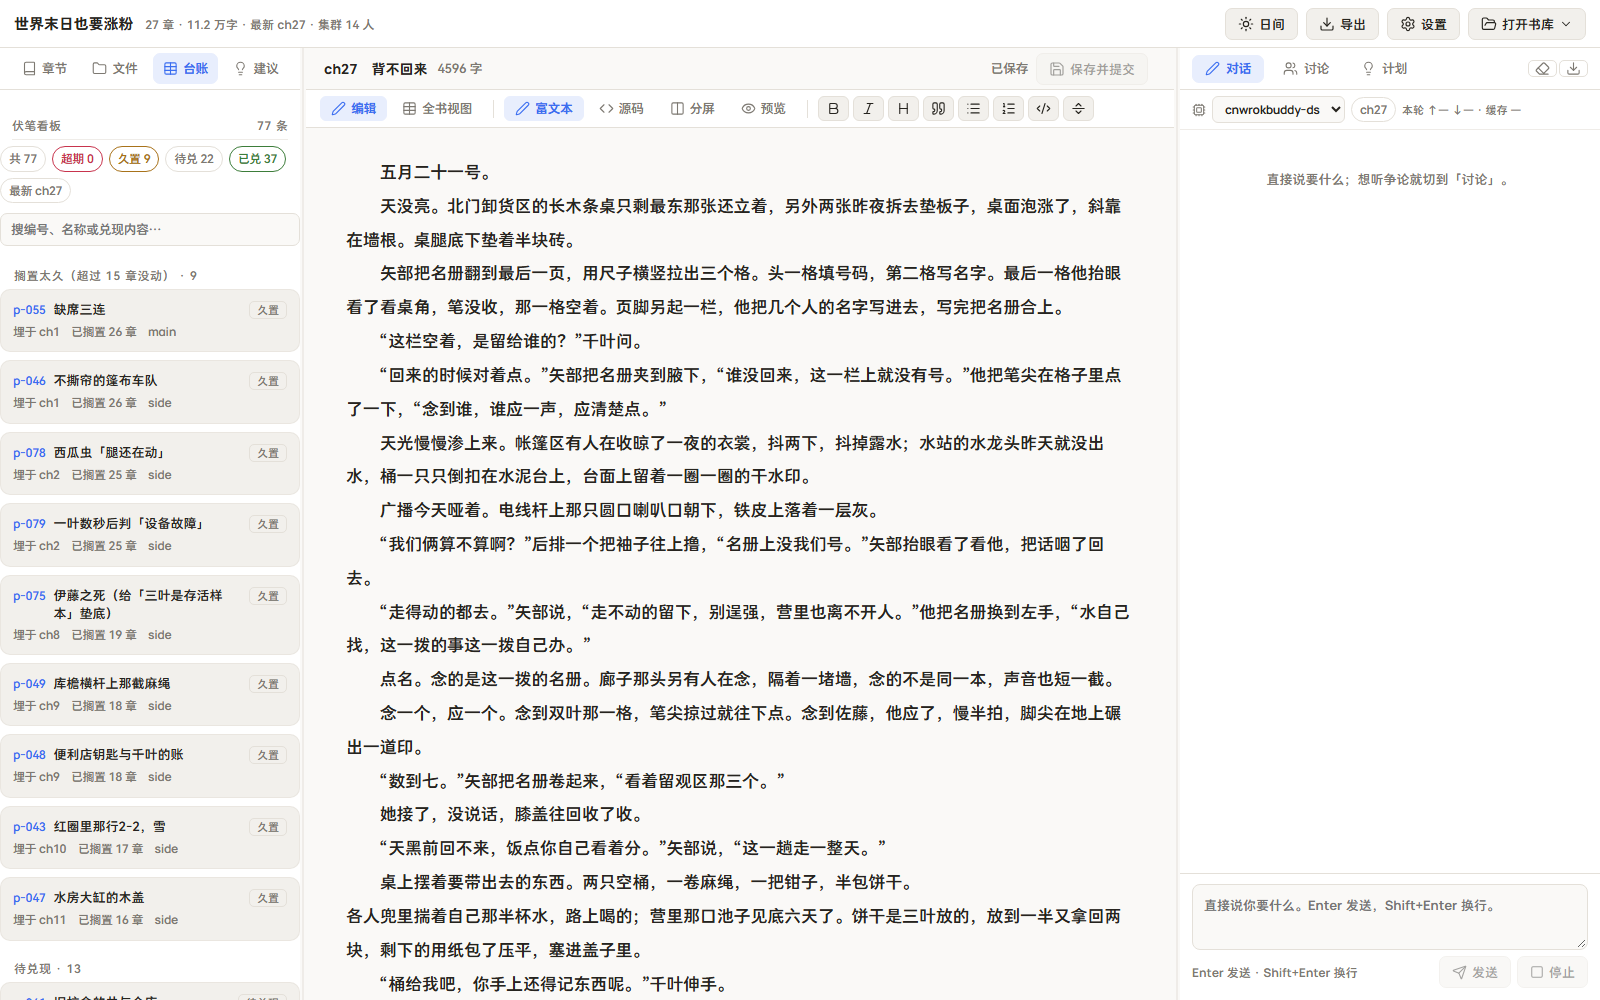 世界末日也要涨粉 27 章 · 11.2 万字 · 最新 ch27 · 集群 14 人
日间 导出 设置 打开书库
章节 文件 台账 建议
伏笔看板 77 条
共 77 超期 0 久置 9 待兑 22 已兑 37
最新 ch27
搜编号、名称或兑现内容…
搁置太久（超过 15 章没动） · 9
p-055 缺席三连 久置
埋于 ch1 已搁置 26 章 main
p-046 不撕帘的篷布车队 久置
埋于 ch1 已搁置 26 章 side
p-078 西瓜虫「腿还在动」 久置
埋于 ch2 已搁置 25 章 side
p-079 一叶数秒后判「设备故障」 久置
埋于 ch2 已搁置 25 章 side
p-075 伊藤之死（给「三叶是存活样 久置
本」垫底）
埋于 ch8 已搁置 19 章 side
p-049 库檐横杆上那截麻绳 久置
埋于 ch9 已搁置 18 章 side
p-048 便利店钥匙与千叶的账 久置
埋于 ch9 已搁置 18 章 side
p-043 红圈里那行2-2，雪 久置
埋于 ch10 已搁置 17 章 side
p-047 水房大缸的木盖 久置
埋于 ch11 已搁置 16 章 side
待兑现 · 13
ch27 背不回来 4596 字 已保存 保存并提交
编辑 全书视图 富文本 源码 分屏 预览 B I H
五月二十一号。
天没亮。北门卸货区的长木条桌只剩最东那张还立着，另外两张昨夜拆去垫板子，桌面泡涨了，斜靠
在墙根。桌腿底下垫着半块砖。
矢部把名册翻到最后一页，用尺子横竖拉出三个格。头一格填号码，第二格写名字。最后一格他抬眼
看了看桌角，笔没收，那一格空着。页脚另起一栏，他把几个人的名字写进去，写完把名册合上。
“这栏空着，是留给谁的？”千叶问。
“回来的时候对着点。”矢部把名册夹到腋下，“谁没回来，这一栏上就没有号。”他把笔尖在格子里点
了一下，“念到谁，谁应一声，应清楚点。”
天光慢慢渗上来。帐篷区有人在收晾了一夜的衣裳，抖两下，抖掉露水；水站的水龙头昨天就没出
水，桶一只只倒扣在水泥台上，台面上留着一圈一圈的干水印。
广播今天哑着。电线杆上那只圆口喇叭口朝下，铁皮上落着一层灰。
“我们俩算不算啊？”后排一个把袖子往上撸，“名册上没我们号。”矢部抬眼看了看他，把话咽了回
去。
“走得动的都去。”矢部说，“走不动的留下，别逞强，营里也离不开人。”他把名册换到左手，“水自己
找，这一拨的事这一拨自己办。”
点名。念的是这一拨的名册。廊子那头另有人在念，隔着一堵墙，念的不是同一本，声音也短一截。
念一个，应一个。念到双叶那一格，笔尖掠过就往下点。念到佐藤，他应了，慢半拍，脚尖在地上碾
出一道印。
“数到七。”矢部把名册卷起来，“看着留观区那三个。”
她接了，没说话，膝盖往回收了收。
“天黑前回不来，饭点你自己看着分。”矢部说，“这一趟走一整天。”
桌上摆着要带出去的东西。两只空桶，一卷麻绳，一把钳子，半包饼干。
各人兜里揣着自己那半杯水，路上喝的；营里那口池子见底六天了。饼干是三叶放的，放到一半又拿回两
块，剩下的用纸包了压平，塞进盖子里。
“桶给我吧，你手上还得记东西呢。”千叶伸手。
对话 讨论 计划
cnwrokbuddy-ds ch27 本轮 ↑— ↓— · 缓存 —
直接说要什么；想听争论就切到「讨论」。
直接说你要什么。Enter 发送，Shift+Enter 换行。
Enter 发送 · Shift+Enter 换行 发送 停止